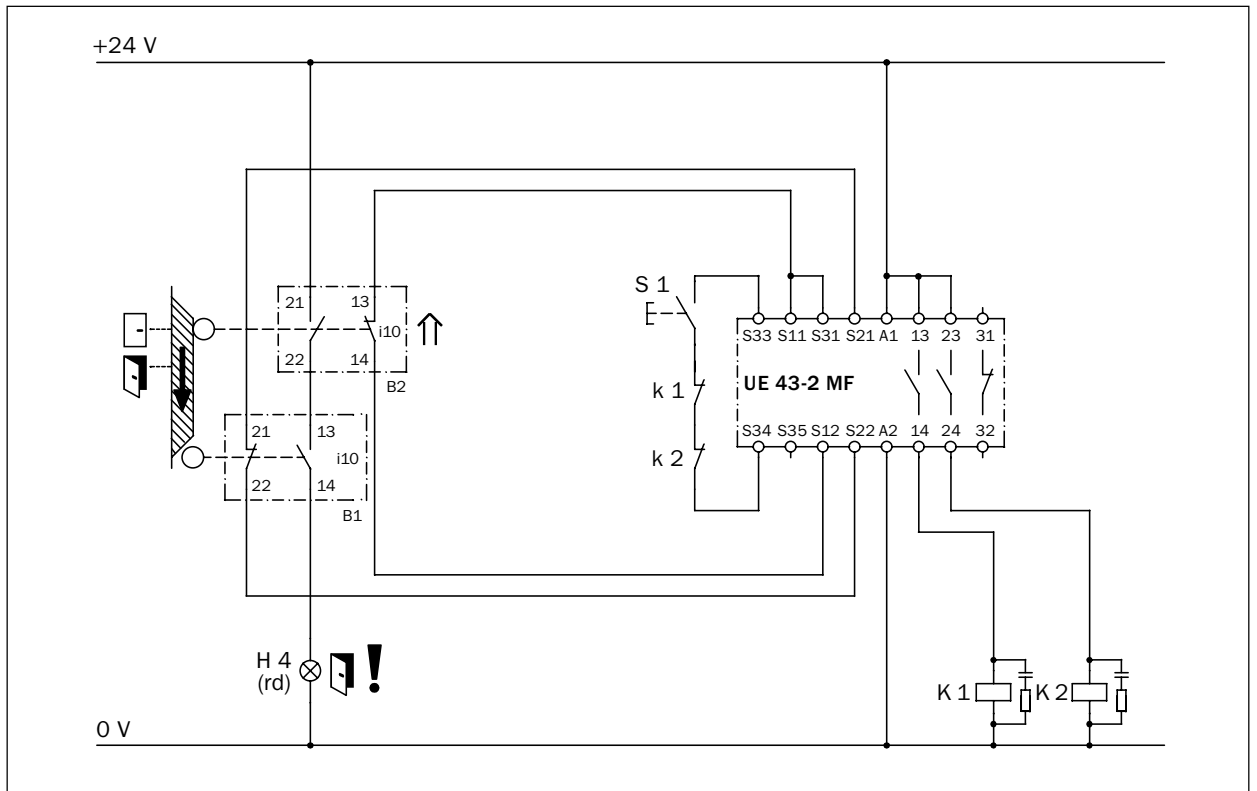 +24 V
21 13
i10
22 14
B2
21 13
i10
22 14
B1
S 1
k 1
k 2
S33 S11 S31 S21 A1 13 23 31
UE 43-2 MF
S34 S35 S12 S22 A2 14 24 32
H 4
(rd)
!
K 1
K 2
0 V